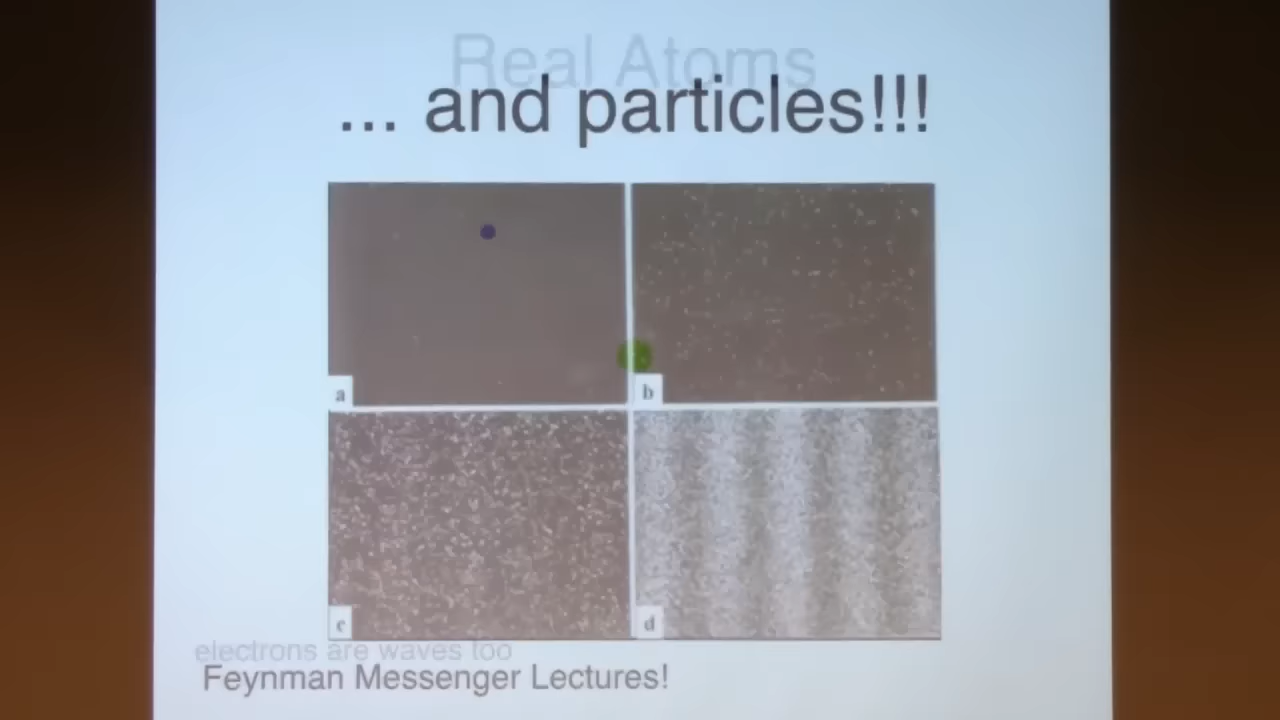 Real Atoms
... and particles!!!
a
b
c
d
electrons are waves too
Feynman Messenger Lectures!